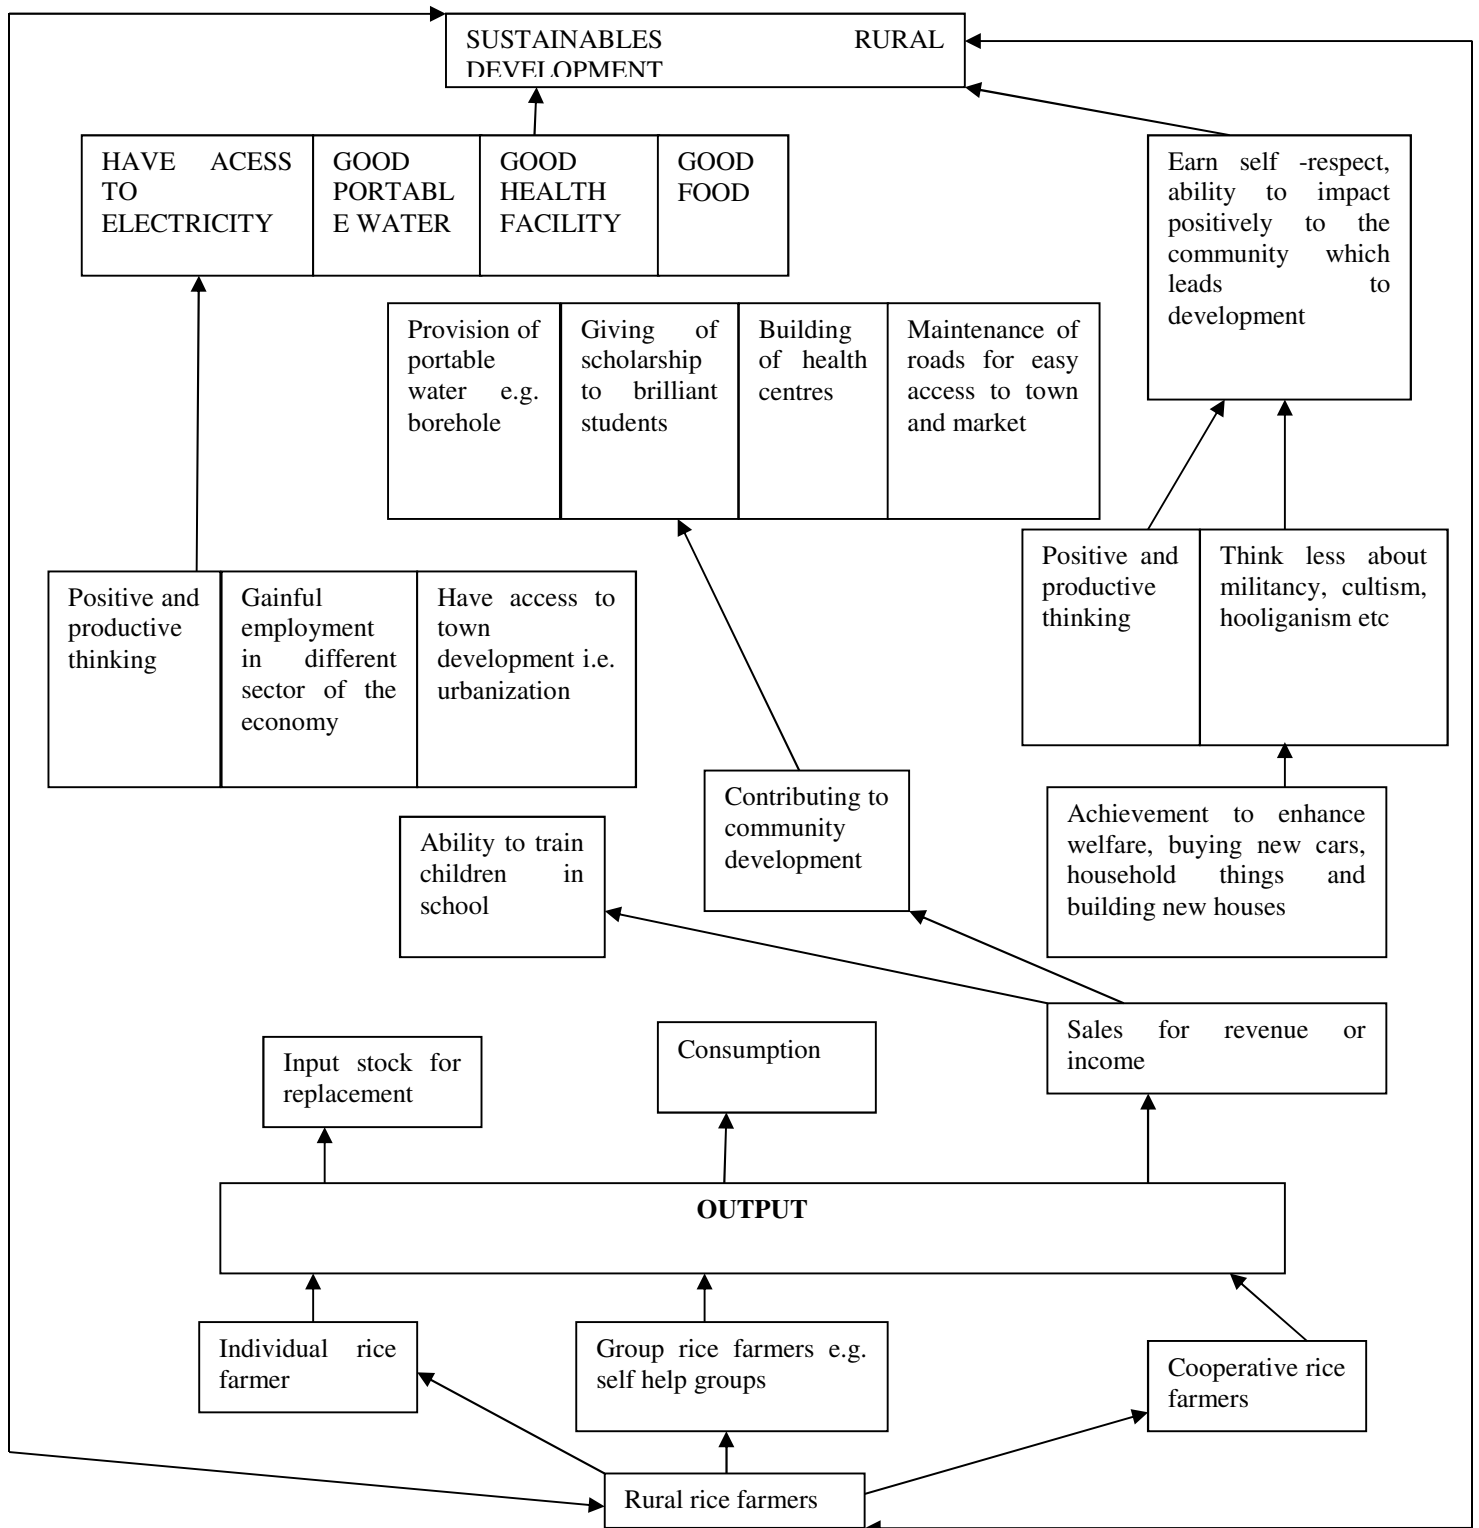 SUSTAINABLES RURAL
DEVELOPMENT
HAVE ACESS
TO
ELECTRICITY
GOOD
PORTABL
E WATER
GOOD
HEALTH
FACILITY
GOOD
FOOD
Earn self -respect,
ability to impact
positively to the
community which
leads to
development
Provision of
portable
water e.g.
borehole
Giving of
scholarship
to brilliant
students
Building
of health
centres
Maintenance of
roads for easy
access to town
and market
Positive and
productive
thinking
Think less about
militancy, cultism,
hooliganism etc
Positive and
productive
thinking
Gainful
employment
in different
sector of the
economy
Have access to
town
development i.e.
urbanization
Contributing to
community
development
Achievement to enhance
welfare, buying new cars,
household things and
building new houses
Ability to train
children in
school
Sales for revenue or
income
Consumption
Input stock for
replacement
OUTPUT
Individual rice
farmer
Group rice farmers e.g.
self help groups
Cooperative rice
farmers
Rural rice farmers